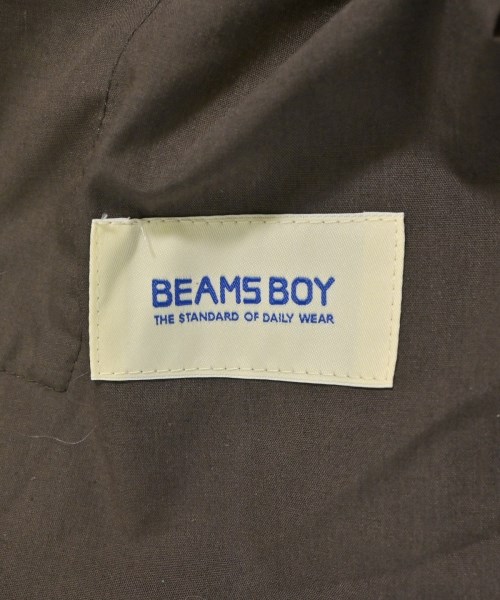 BEAMS BOY
THE STANDARD OF DAILY WEAR